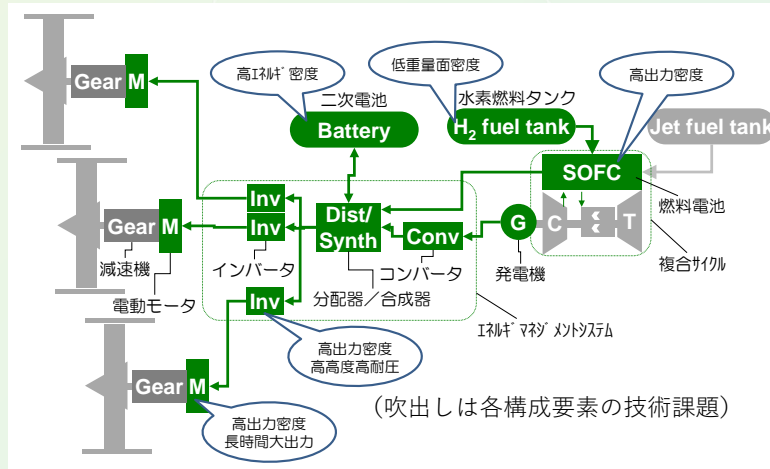 Gear M
高ｴﾈﾙｷﾞ密度
二次電池
Battery
低重量面密度
水素燃料タンク
H₂ fuel tank
高出力密度
Jet fuel tank
SOFC
燃料電池
C
T
複合ｻｲｸﾙ
G
発電機
Conv
コンバータ
Dist/
Synth
分配器／合成器
Inv
Inv
インバータ
Inv
Gear M
減速機
電動モータ
ｴﾈﾙｷﾞﾏﾈｼﾞﾒﾝﾄｼｽﾃﾑ
高出力密度
高高度高耐圧
Gear M
高出力密度
長時間大出力
（吹出しは各構成要素の技術課題）